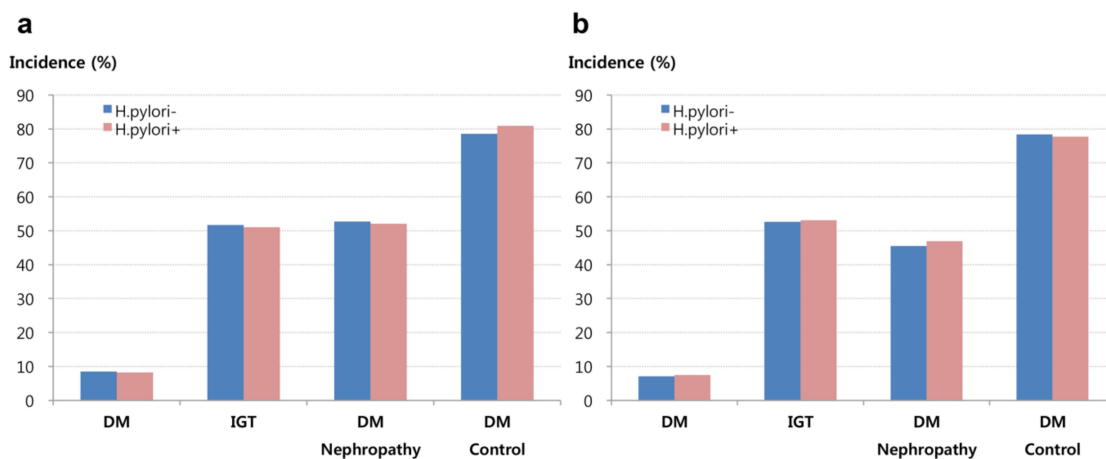 a
Incidence (%)
90
80
70
60
50
40
30
20
10
0
H.pylori-
H.pylori+
DM
IGT
DM
Nephropathy
DM
Control
b
Incidence (%)
90
80
70
60
50
40
30
20
10
0
H.pylori-
H.pylori+
DM
IGT
DM
Nephropathy
DM
Control